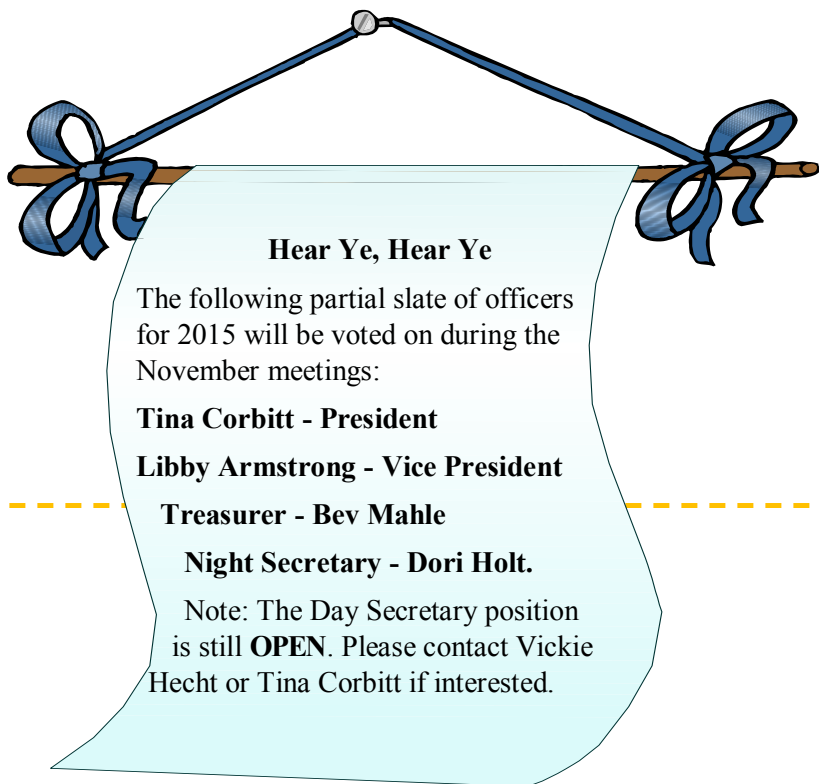 Hear Ye, Hear Ye
The following partial slate of officers
for 2015 will be voted on during the
November meetings:
Tina Corbitt - President
Libby Armstrong - Vice President
Treasurer - Bev Mahle
Night Secretary - Dori Holt.
Note: The Day Secretary position
is still OPEN. Please contact Vickie
Hecht or Tina Corbitt if interested.